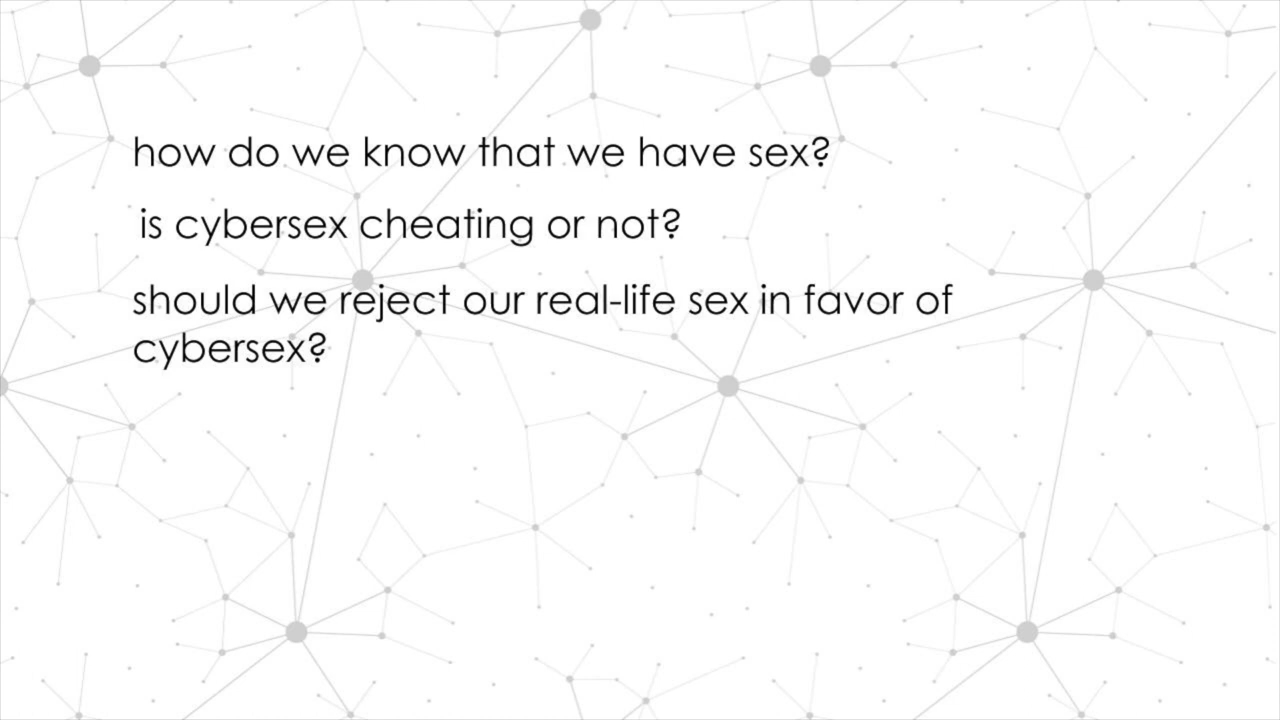 how do we know that we have sex?
is cybersex cheating or not?
should we reject our real-life sex in favor of
cybersex?